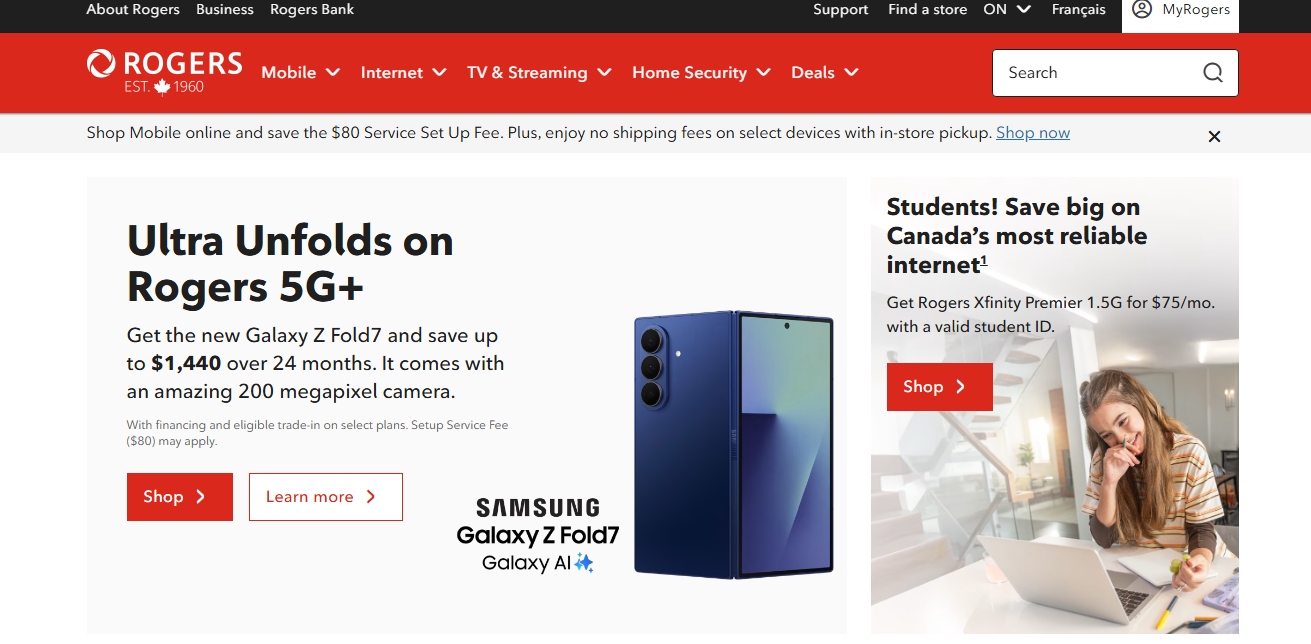 About Rogers Business Rogers Bank Support Find a store ON Français MyRogers
ROGERS
EST. 1960
Mobile Internet TV & Streaming Home Security Deals Search
Shop Mobile online and save the $80 Service Set Up Fee. Plus, enjoy no shipping fees on select devices with in-store pickup. Shop now
Ultra Unfolds on
Rogers 5G+
Get the new Galaxy Z Fold7 and save up
to $1,440 over 24 months. It comes with
an amazing 200 megapixel camera.
With financing and eligible trade-in on select plans. Setup Service Fee
($80) may apply.
Shop
Learn more
SAMSUNG
Galaxy Z Fold7
Galaxy AI
Students! Save big on
Canada’s most reliable
internet¹
Get Rogers Xfinity Premier 1.5G for $75/mo.
with a valid student ID.
Shop